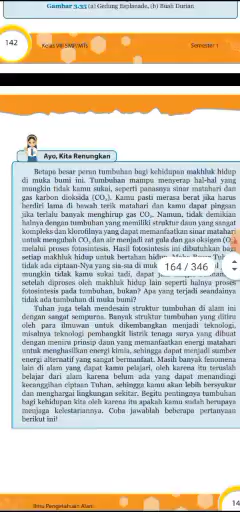 Gambar 3.33 (a) Gedung Esplanade, (b) Buah Durian.
142
Kelas VIII SMP/MTs
Semester 1
Ayo, Kita Renungkan
Betapa besar peran tumbuhan bagi kehidupan makhluk hidup
di muka bumi ini. Tumbuhan mampu menyerap hal-hal yang
mungkin tidak kamu sukai, seperti panasnya sinar matahari dan
gas karbon dioksida (CO₂). Kamu pasti merasa berat jika harus
berdiri lama di bawah terik matahari dan kamu dapat pingsan
jika terlalu banyak menghirup gas CO₂. Namun, tidak demikian
halnya dengan tumbuhan yang memiliki struktur daun yang sangat
kompleks dan klorofilnya yang dapat memanfaatkan sinar matahari
untuk mengubah CO₂ dan air menjadi zat gula dan gas oksigen (O₂)
melalui proses fotosintesis. Hasil fotosintesis ini dibutuhkan bagi
setiap makhluk hidup untuk bertahan hidup.
tidak ada ciptaan-Nya yang sia-sia di
mungkin tidak kamu sukai tadi, dapat
164 / 346
setelah diproses oleh makhluk hidup lain seperti halnya proses
fotosintesis pada tumbuhan, bukan? Apa yang terjadi seandainya
tidak ada tumbuhan di muka bumi?
Tuhan juga telah mendesain struktur tumbuhan di alam ini
dengan sangat sempurna. Banyak struktur tumbuhan yang ditiru
oleh para ilmuwan untuk dikembangkan menjadi teknologi,
misalnya teknologi pembangkit listrik tenaga surya yang dibuat
dengan meniru prinsip daun yang memanfaatkan energi matahari
untuk menghasilkan energi kimia, sehingga dapat menjadi sumber
energi alternatif yang sangat bermanfaat. Masih banyak fenomena
lain di alam yang dapat kamu pelajari, oleh karena itu teruslah
belajar dari alam karena belum ada yang dapat menandingi
kecanggihan ciptaan Tuhan, sehingga kamu akan lebih bersyukur
dan menghargai lingkungan sekitar. Begitu pentingnya tumbuhan
bagi kehidupan kita oleh karena itu apakah kamu sudah berupaya
menjaga kelestariannya. Coba jawablah beberapa pertanyaan
berikut ini!
Ilmu Pengetahuan Alam
14